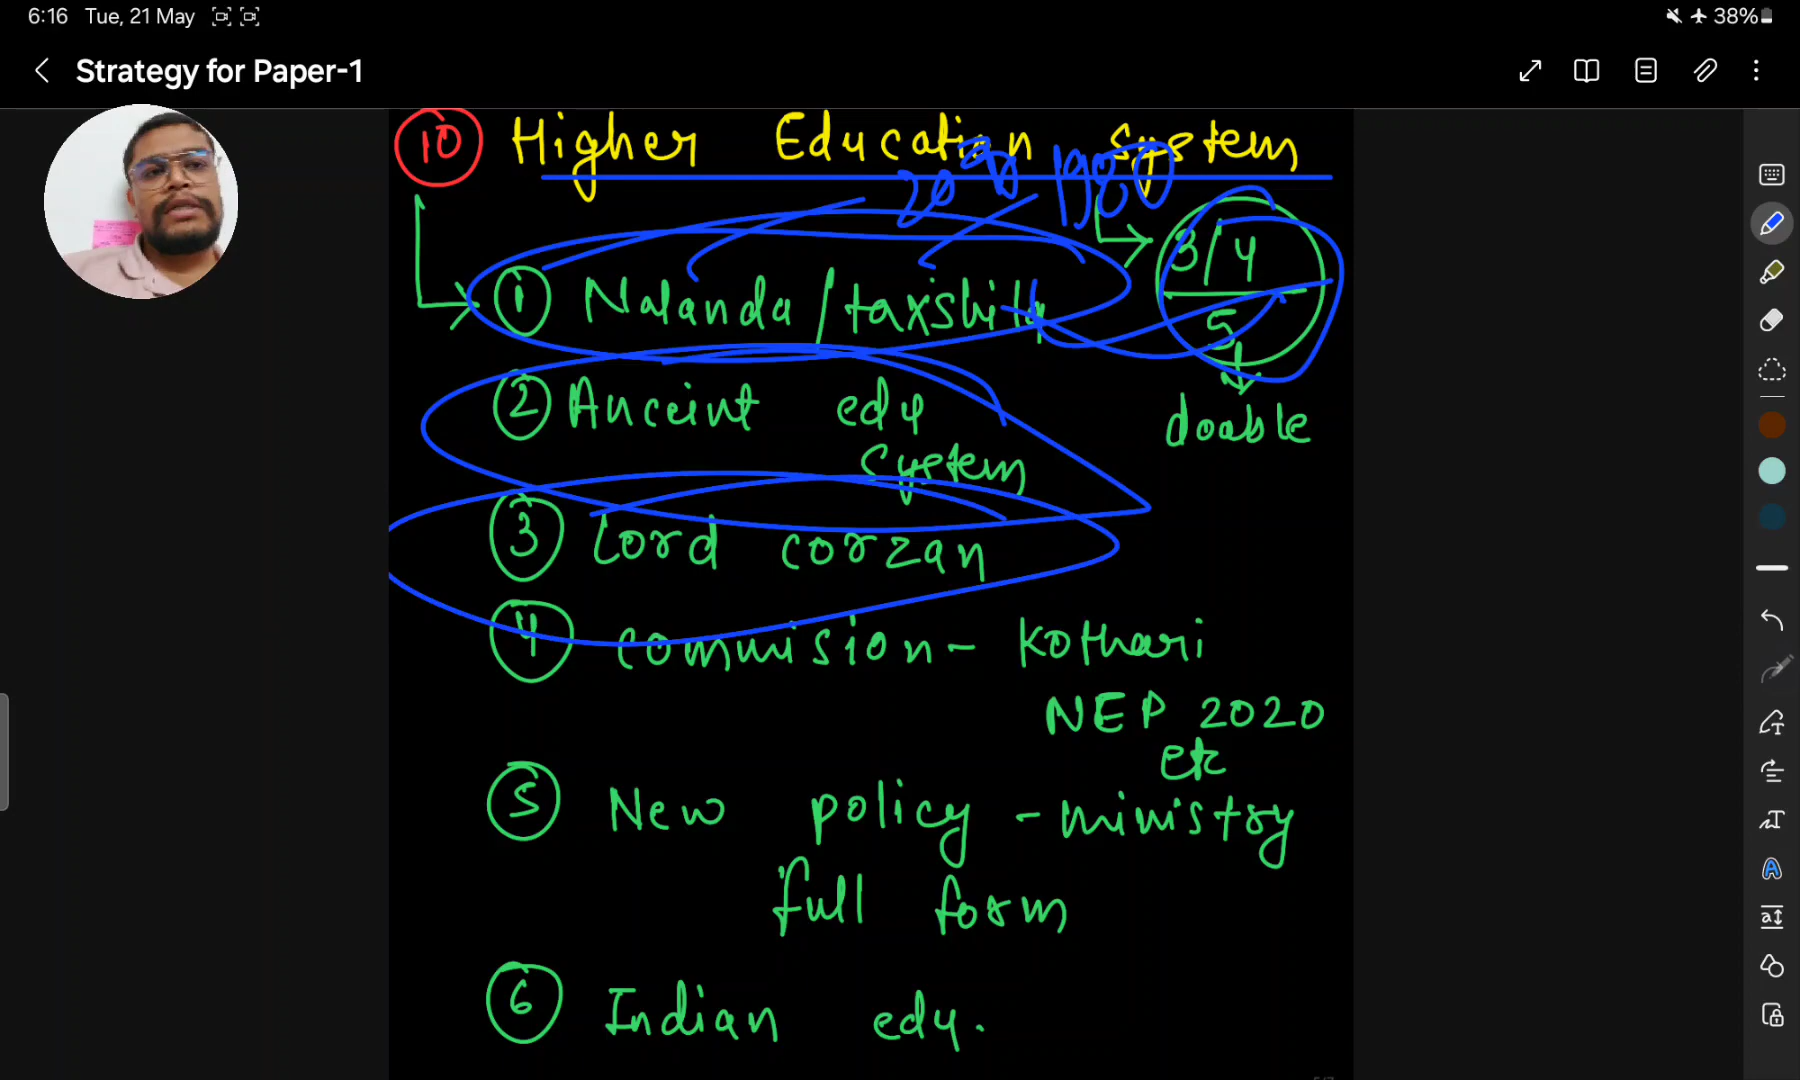 6:16 Tue, 21 May
38%
Strategy for Paper-1
10 Higher Education system
20 1980
3/4
1 Nalanda/taxshila
5
2 Anceint edu
doable
system
3 Lord corzan
4 commision - Kothari
NEP 2020
etc
5 New policy - ministry
full form
6 Indian edu.